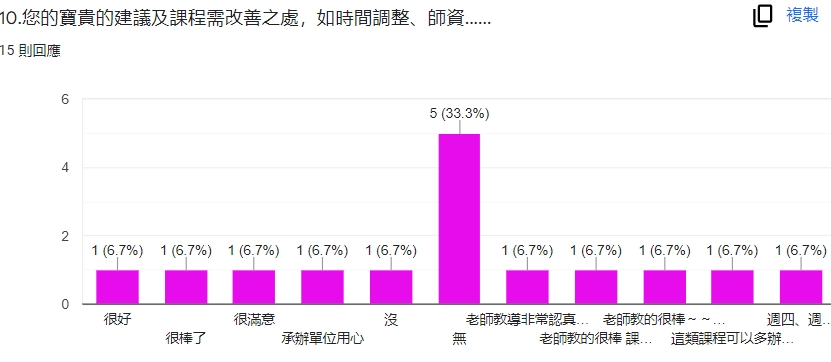 10.您的寶貴的建議及課程需改善之處，如時間調整、師資......
複製
15 則回應
6
4
2
0
1 (6.7%)
1 (6.7%)
1 (6.7%)
1 (6.7%)
1 (6.7%)
5 (33.3%)
1 (6.7%)
1 (6.7%)
1 (6.7%)
1 (6.7%)
1 (6.7%)
很好
很棒了
很滿意
承辦單位用心
沒
無
老師教導非常認真…
老師教的很棒 課…
老師教的很棒～～…
這類課程可以多辦…
週四、週…